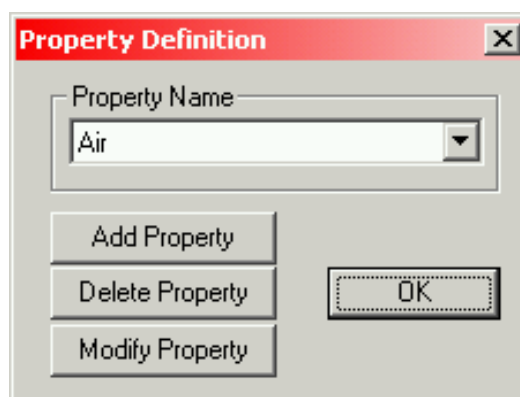 Property Definition
Property Name
Air
Add Property
Delete Property
OK
Modify Property